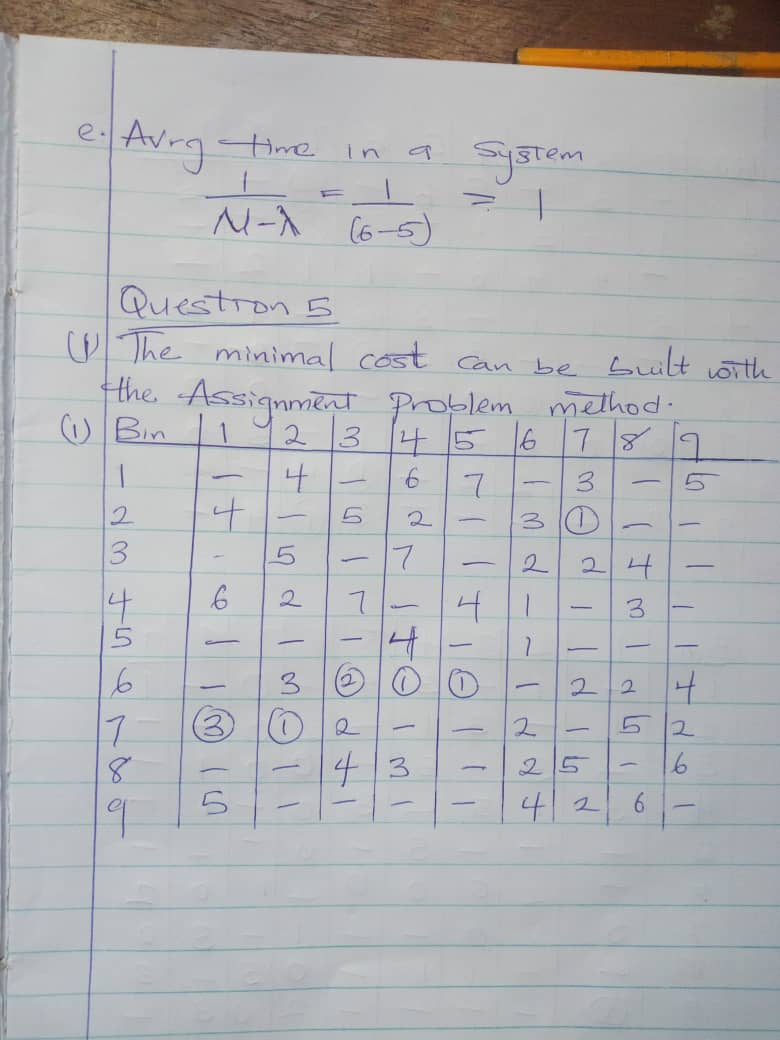 e. Avrg time in a System
1/(μ-λ) = 1/(6-5) = 1
Question 5
(1) The minimal cost can be built with
the Assignment Problem method.
(1) Bin | 1 | 2 | 3 | 4 | 5 | 6 | 7 | 8 | 9
1 | - | 4 | - | 6 | 7 | - | 3 | - | 5
2 | 4 | - | 5 | 2 | - | 3 | ① | - | -
3 | - | 5 | - | 7 | - | 2 | 2 | 4 | -
4 | 6 | 2 | 7 | - | 4 | 1 | - | 3 | -
5 | - | - | - | 4 | - | 1 | - | - | -
6 | - | 3 | ② | ① | ① | - | 2 | 2 | 4
7 | ③ | ① | 2 | - | - | 2 | - | 5 | 2
8 | - | - | 4 | 3 | - | 2 | 5 | - | 6
9 | 5 | - | - | - | - | 4 | 2 | 6 | -